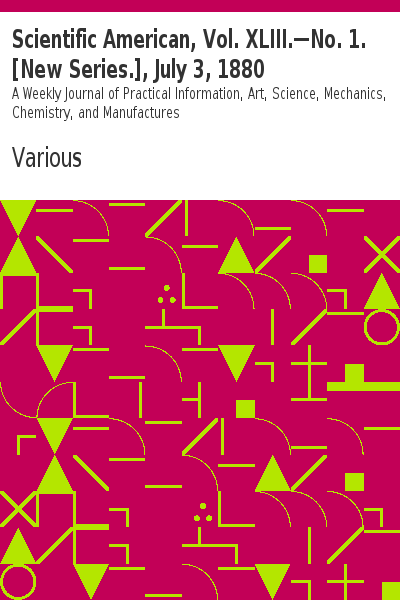 Scientific American, Vol. XLIII.—No. 1.
[New Series.], July 3, 1880
A Weekly Journal of Practical Information, Art, Science, Mechanics,
Chemistry, and Manufactures
Various